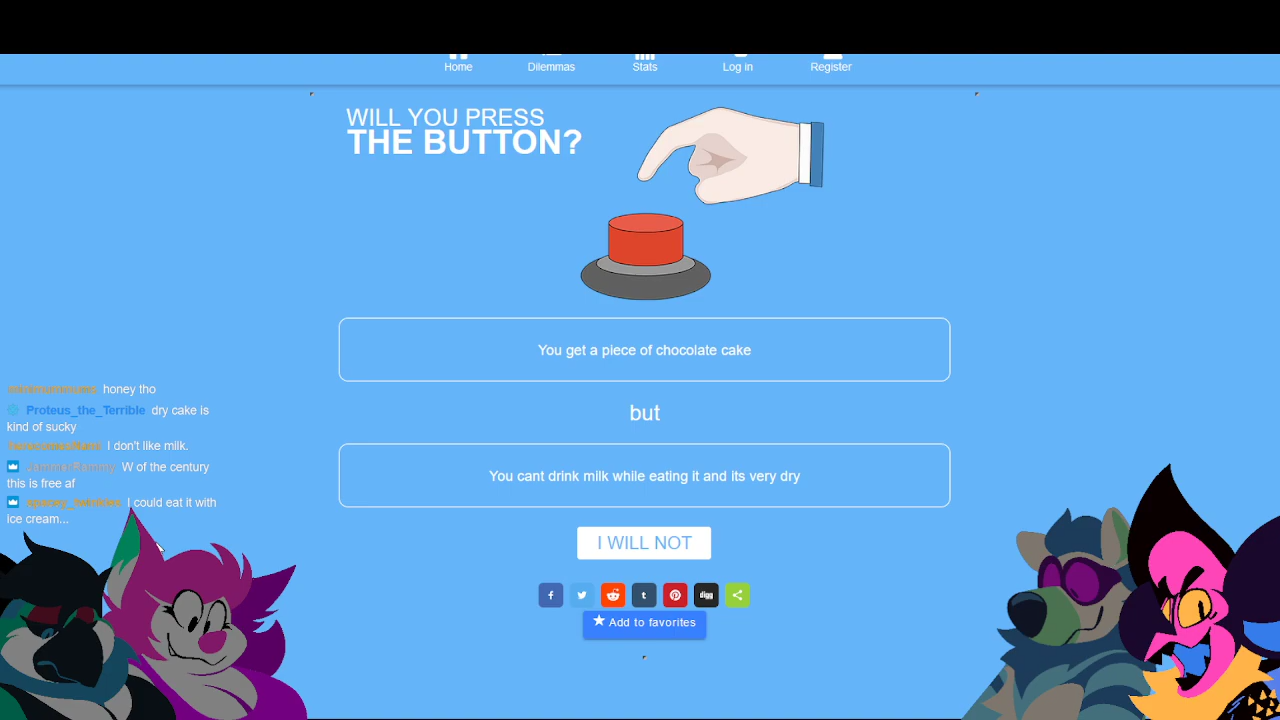 Home Dilemmas Stats Log in Register
WILL YOU PRESS
THE BUTTON?
You get a piece of chocolate cake
but
You cant drink milk while eating it and its very dry
I WILL NOT
f t digg
Add to favorites
honey tho
Proteus_the_Terrible dry cake is
kind of sucky
I don't like milk.
W of the century
this is free af
I could eat it with
ice cream...